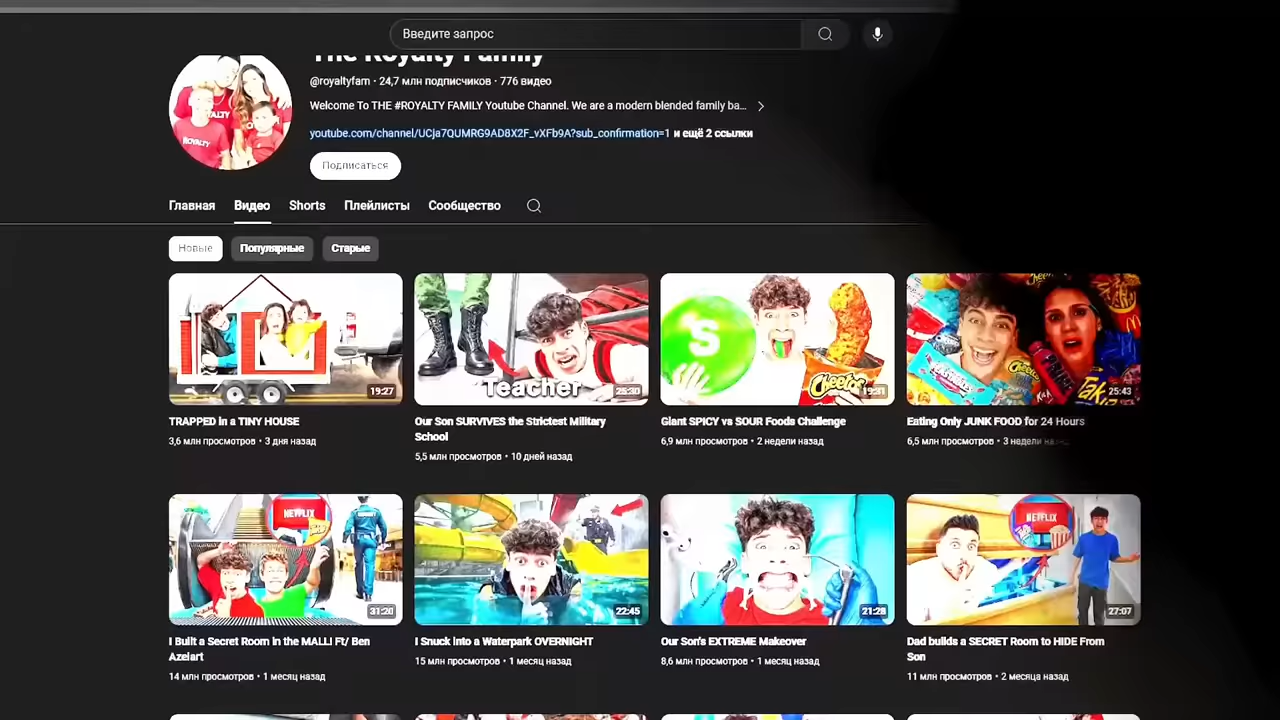 Введите запрос
The Royalty Family
@royaltyfam · 24,7 млн подписчиков · 776 видео
Welcome To THE #ROYALTY FAMILY Youtube Channel. We are a modern blended family ba...
youtube.com/channel/UCja7QUMRG9AD8X2F_vXFb9A?sub_confirmation=1 и ещё 2 ссылки
Подписаться
Главная Видео Shorts Плейлисты Сообщество
Новые Популярные Старые
19:27
Teacher
25:30
S
Cheetos
19:31
25:43
TRAPPED in a TINY HOUSE
3,6 млн просмотров · 3 дня назад
Our Son SURVIVES the Strictest Military
School
5,5 млн просмотров · 10 дней назад
Giant SPICY vs SOUR Foods Challenge
6,9 млн просмотров · 2 недели назад
Eating Only JUNK FOOD for 24 Hours
6,5 млн просмотров · 3 недели назад
NETFLIX
31:20
22:45
21:28
NETFLIX
27:07
I Built a Secret Room in the MALL! Ft/ Ben
Azelart
14 млн просмотров · 1 месяц назад
I Snuck into a Waterpark OVERNIGHT
15 млн просмотров · 1 месяц назад
Our Son's EXTREME Makeover
8,6 млн просмотров · 1 месяц назад
Dad builds a SECRET Room to HIDE From
Son
11 млн просмотров · 2 месяца назад